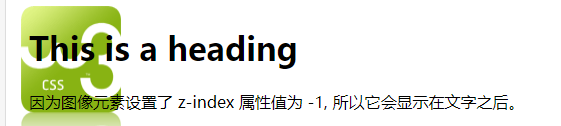 This is a heading
CSS
因为图像元素设置了 z-index 属性值为 -1, 所以它会显示在文字之后。